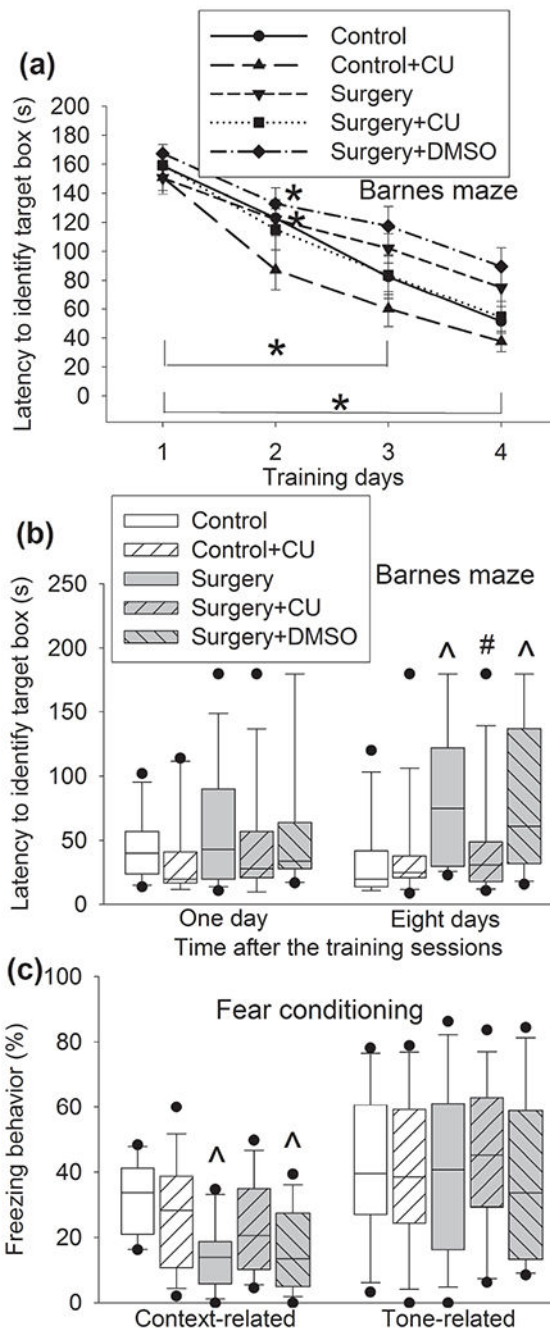 (a)
Control
Control+CU
Surgery
Surgery+CU
Surgery+DMSO
Barnes maze
Latency to identify target box (s)
200
180
160
140
120
100
80
60
40
20
0
*
*
*
*
1 2 3 4
Training days
(b)
Control
Control+CU
Surgery
Surgery+CU
Surgery+DMSO
Barnes maze
Latency to identify target box (s)
250
200
150
100
50
0
^ # ^
One day Eight days
Time after the training sessions
(c)
Fear conditioning
Freezing behavior (%)
100
80
60
40
20
0
^ ^
Context-related Tone-related